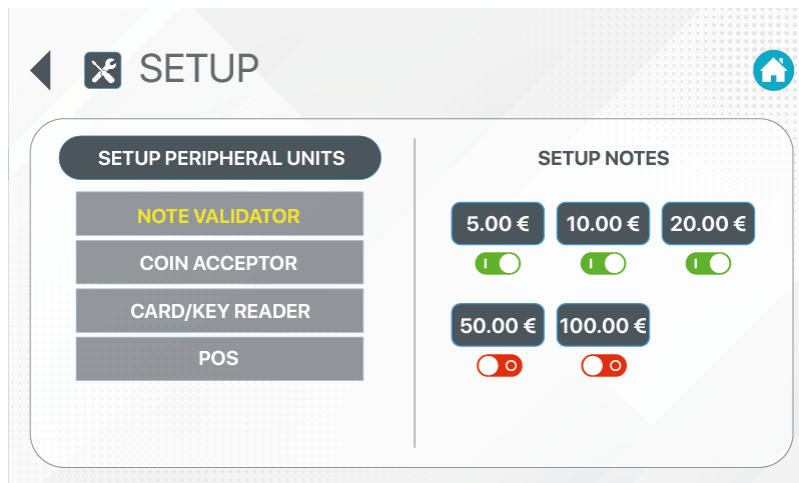 SETUP
SETUP PERIPHERAL UNITS
NOTE VALIDATOR
COIN ACCEPTOR
CARD/KEY READER
POS
SETUP NOTES
5.00 € 10.00 € 20.00 €
50.00 € 100.00 €